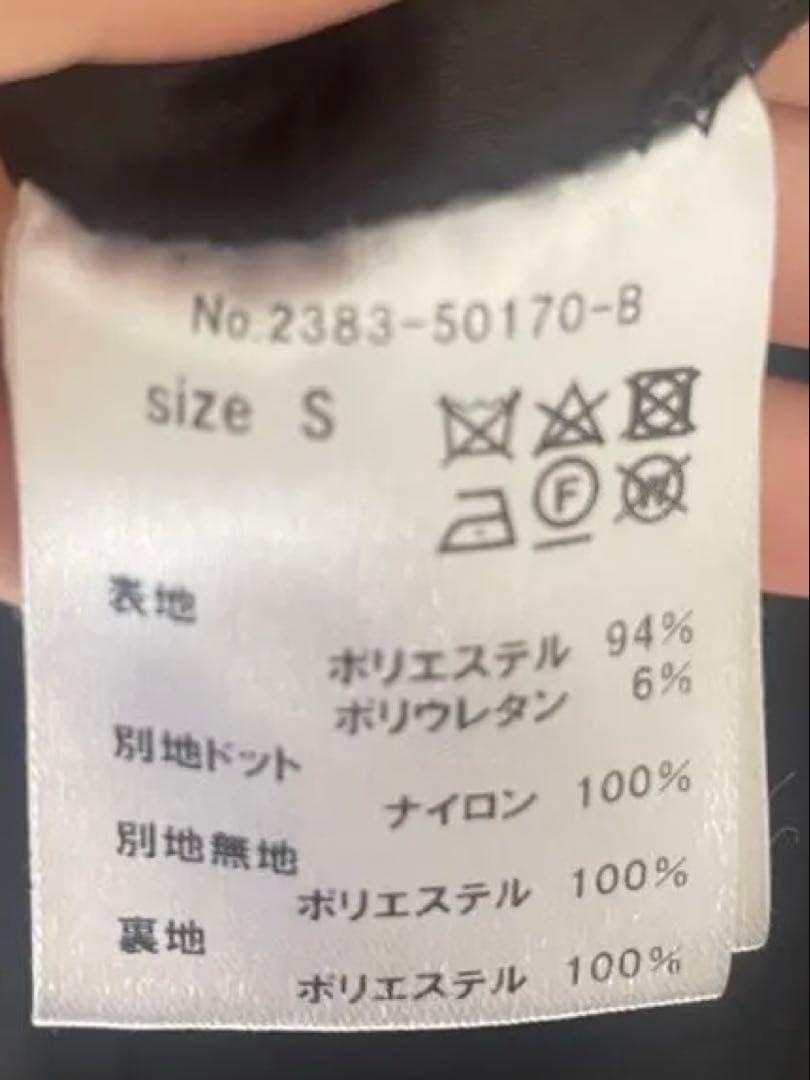 No.2383-50170-B
size S
F W
表地
ポリエステル 94%
ポリウレタン 6%
別地ドット
ナイロン 100%
別地無地
ポリエステル 100%
裏地
ポリエステル 100%